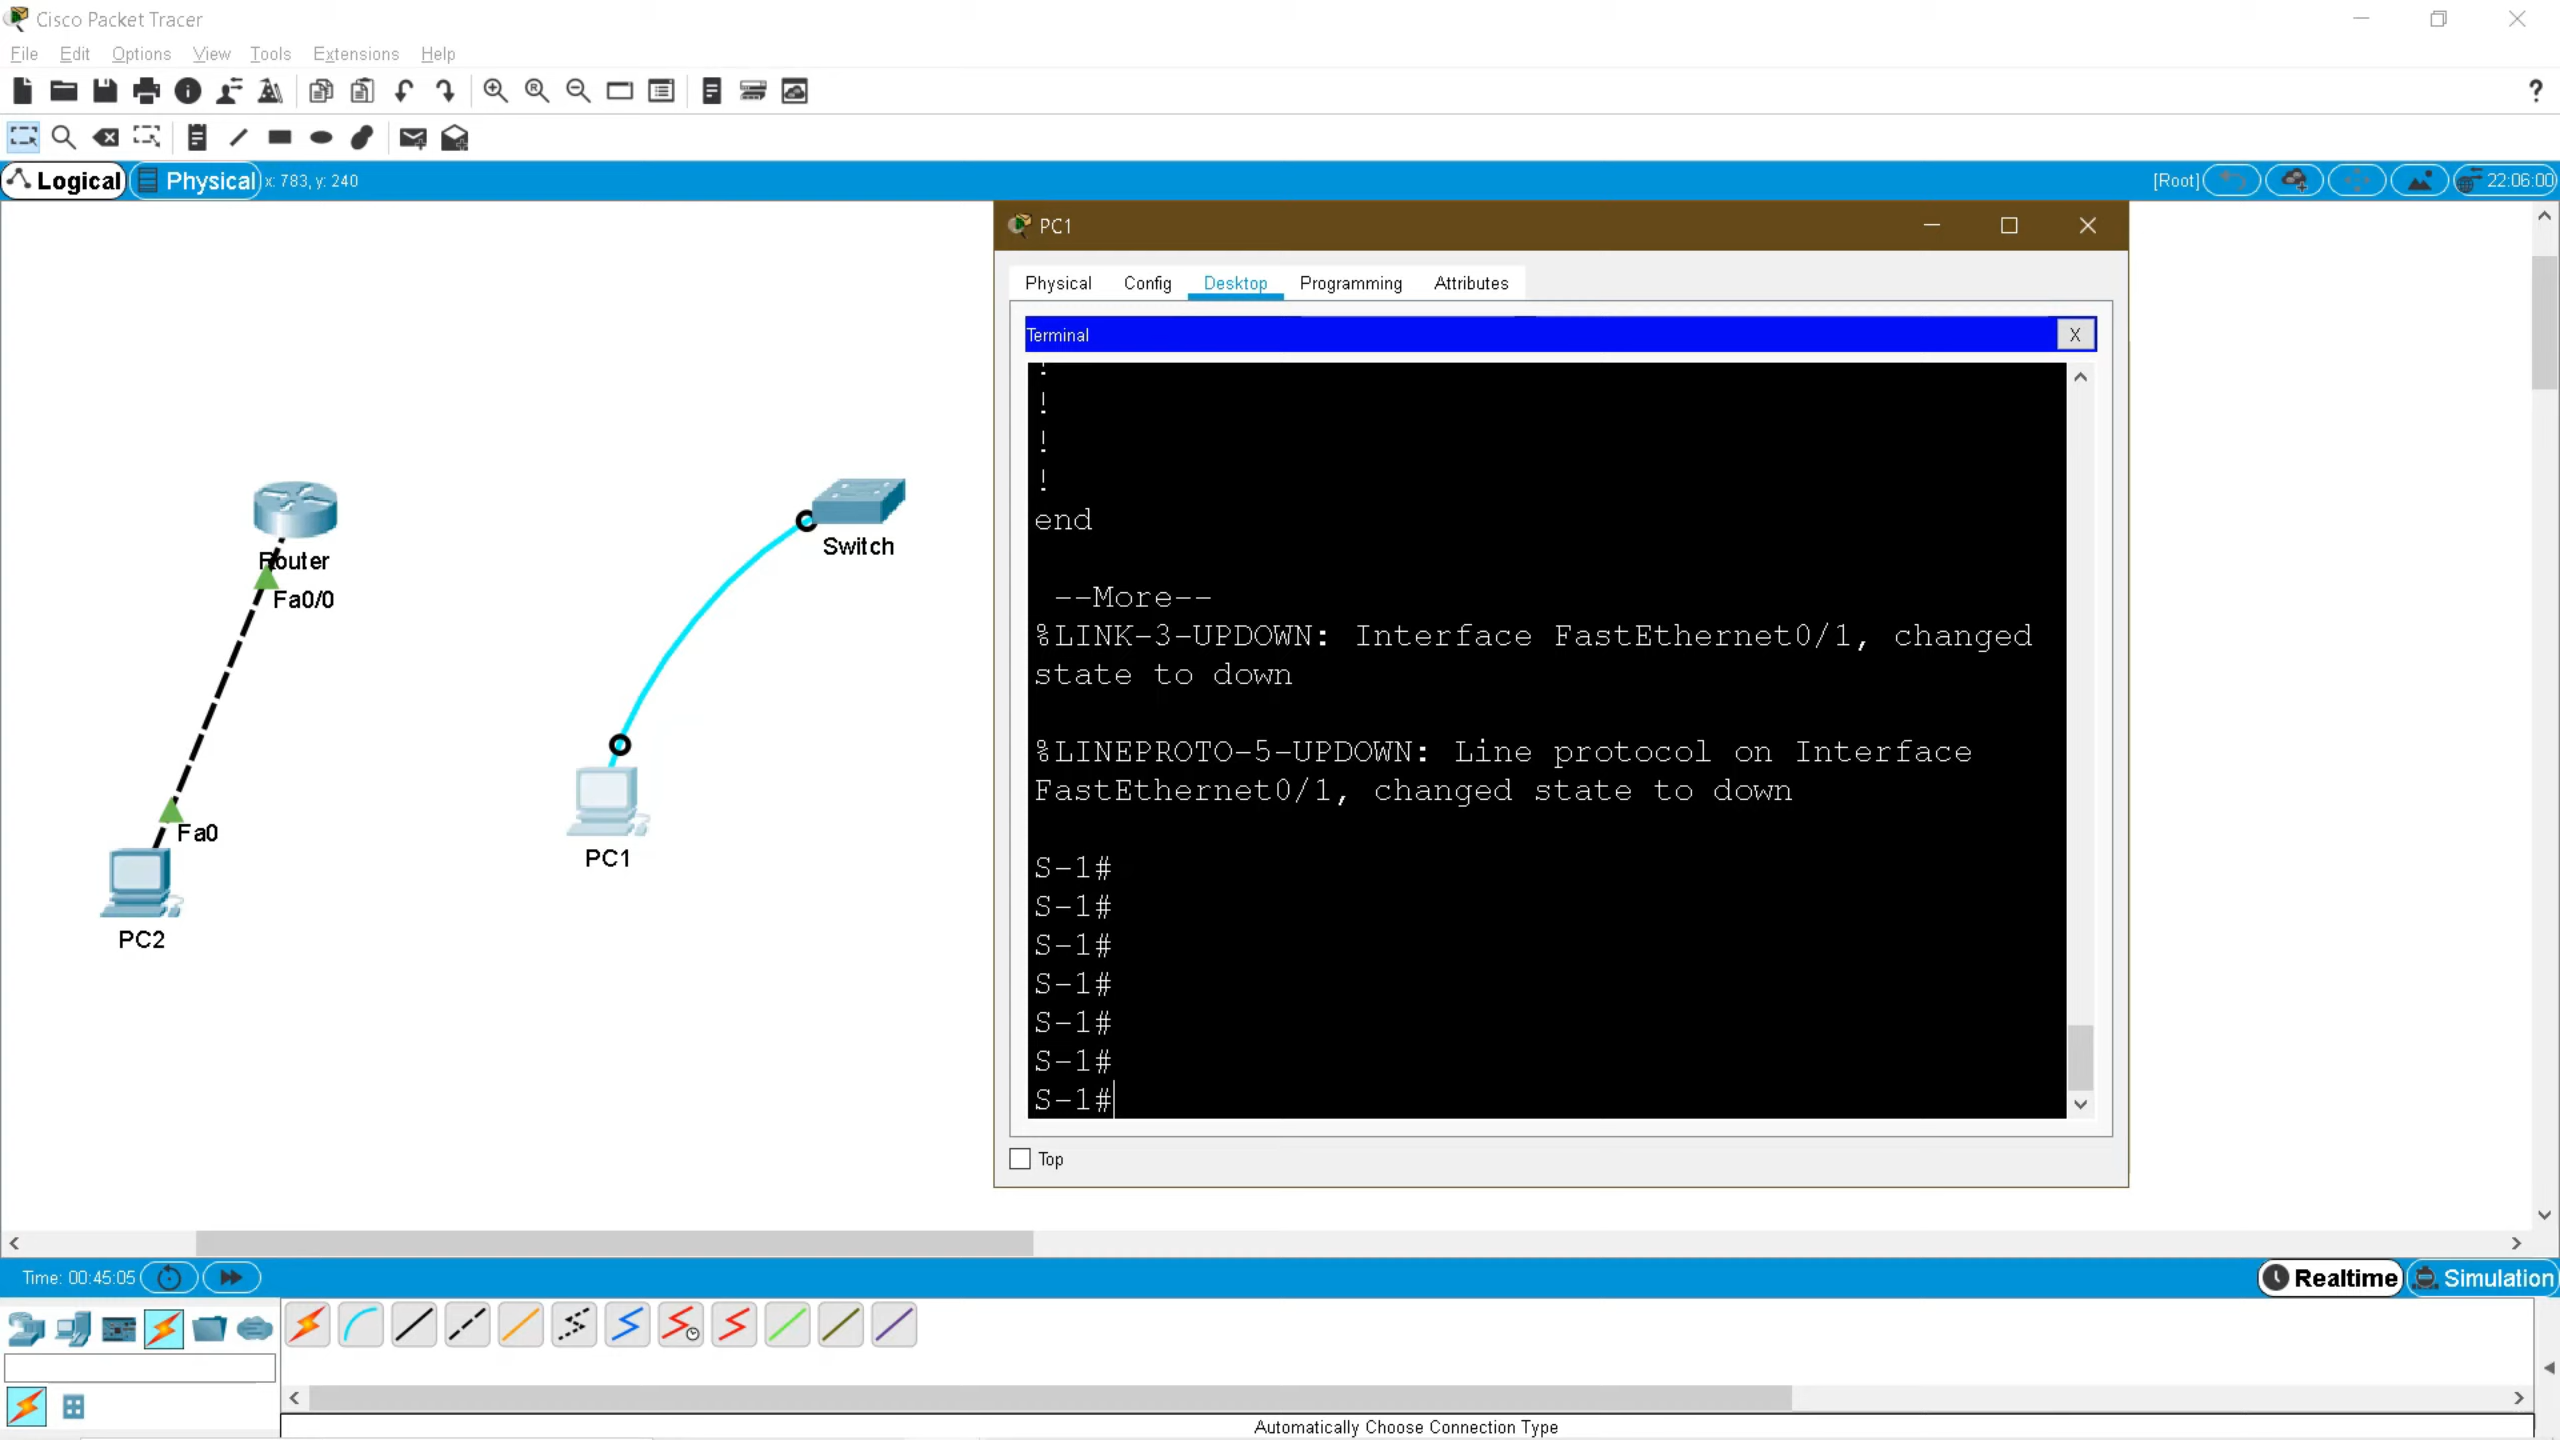 Cisco Packet Tracer
File Edit Options View Tools Extensions Help
?
Logical Physical x: 783, y: 240 [Root] 22:06:00
PC1
Physical Config Desktop Programming Attributes
Terminal X
!
!
!
!
end
--More--
%LINK-3-UPDOWN: Interface FastEthernet0/1, changed
state to down
%LINEPROTO-5-UPDOWN: Line protocol on Interface
FastEthernet0/1, changed state to down
S-1#
S-1#
S-1#
S-1#
S-1#
S-1#
S-1#
Top
Router
Fa0/0
Switch
Fa0
PC1
PC2
Time: 00:45:05 Realtime Simulation
Automatically Choose Connection Type